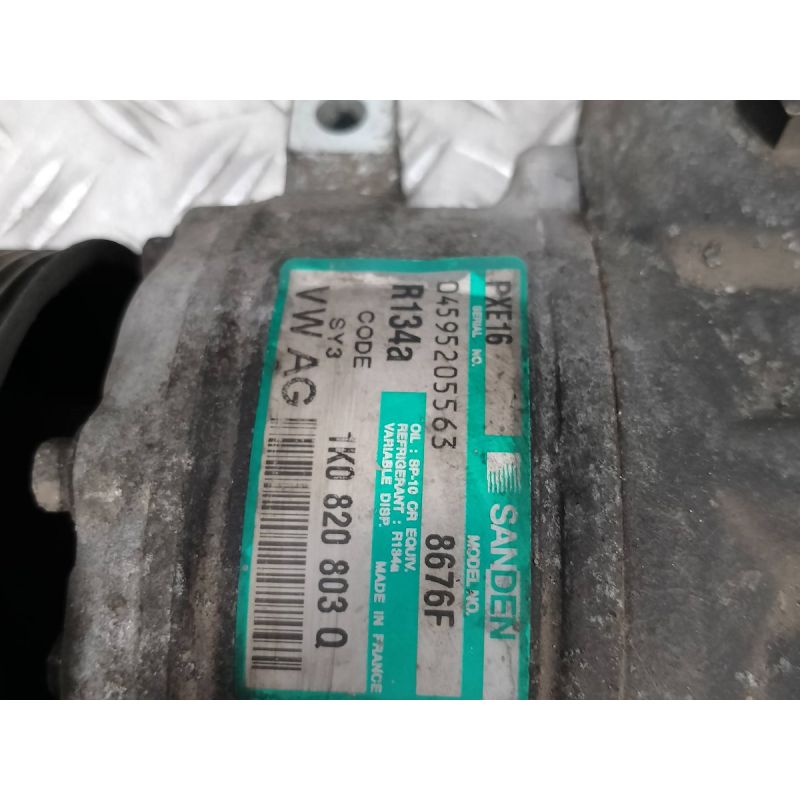 PXE16
SANDEN
SERIAL NO.
MODEL NO.
04595205563
8676F
R134a
OIL : SP-10 OR EQUIV.
REFRIGERANT : R134a
VARIABLE DISP.
MADE IN FRANCE
CODE
SY3
1K0 820 803 Q
VW AG